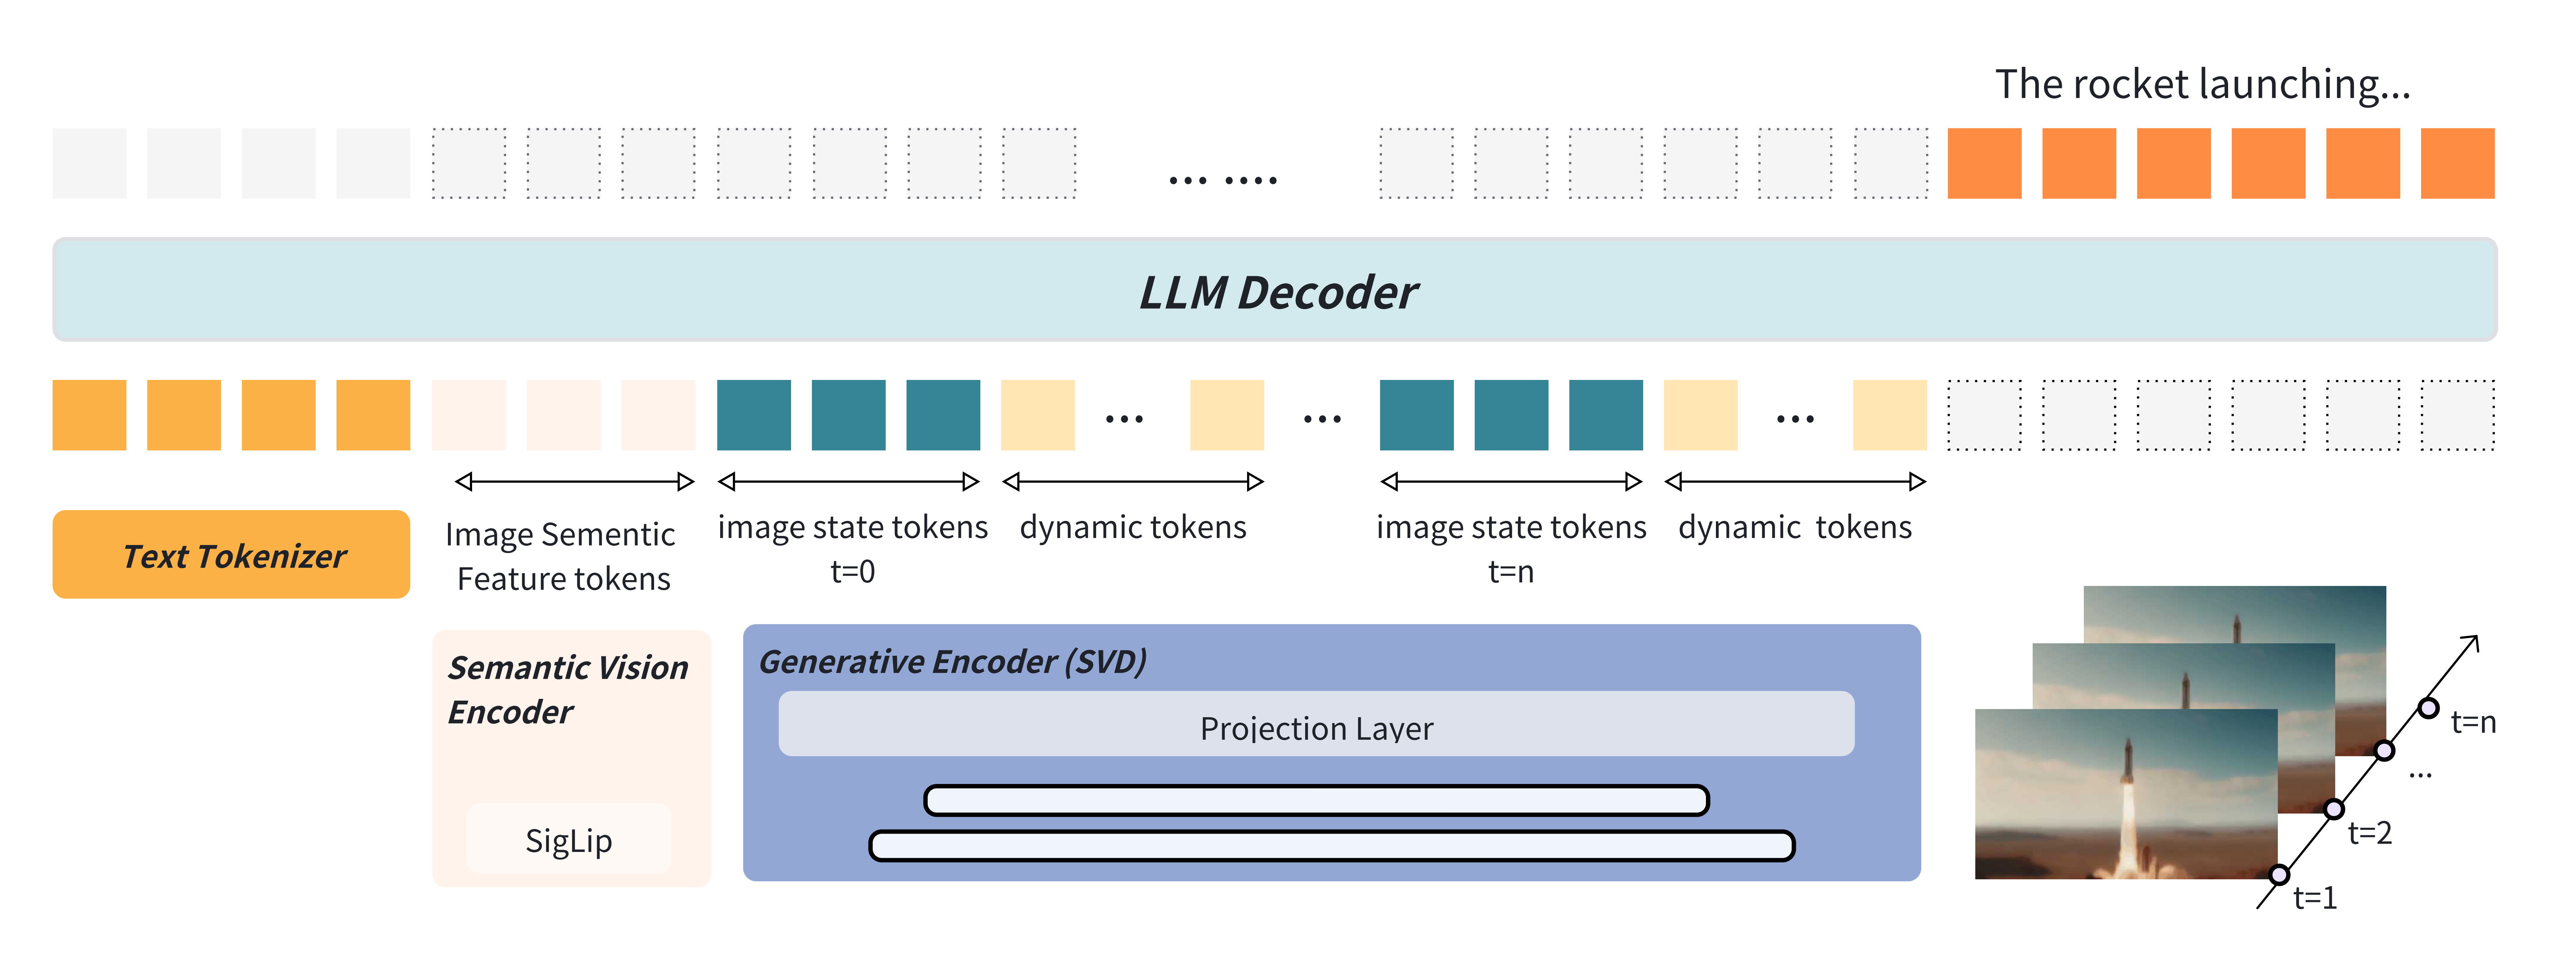 The rocket launching...
... ....
LLM Decoder
... ... ...
image state tokens
t=0
dynamic tokens
image state tokens
t=n
dynamic tokens
Image Sementic
Feature tokens
Text Tokenizer
Semantic Vision
Encoder
SigLip
Generative Encoder (SVD)
Projection Layer
t=n
...
t=2
t=1